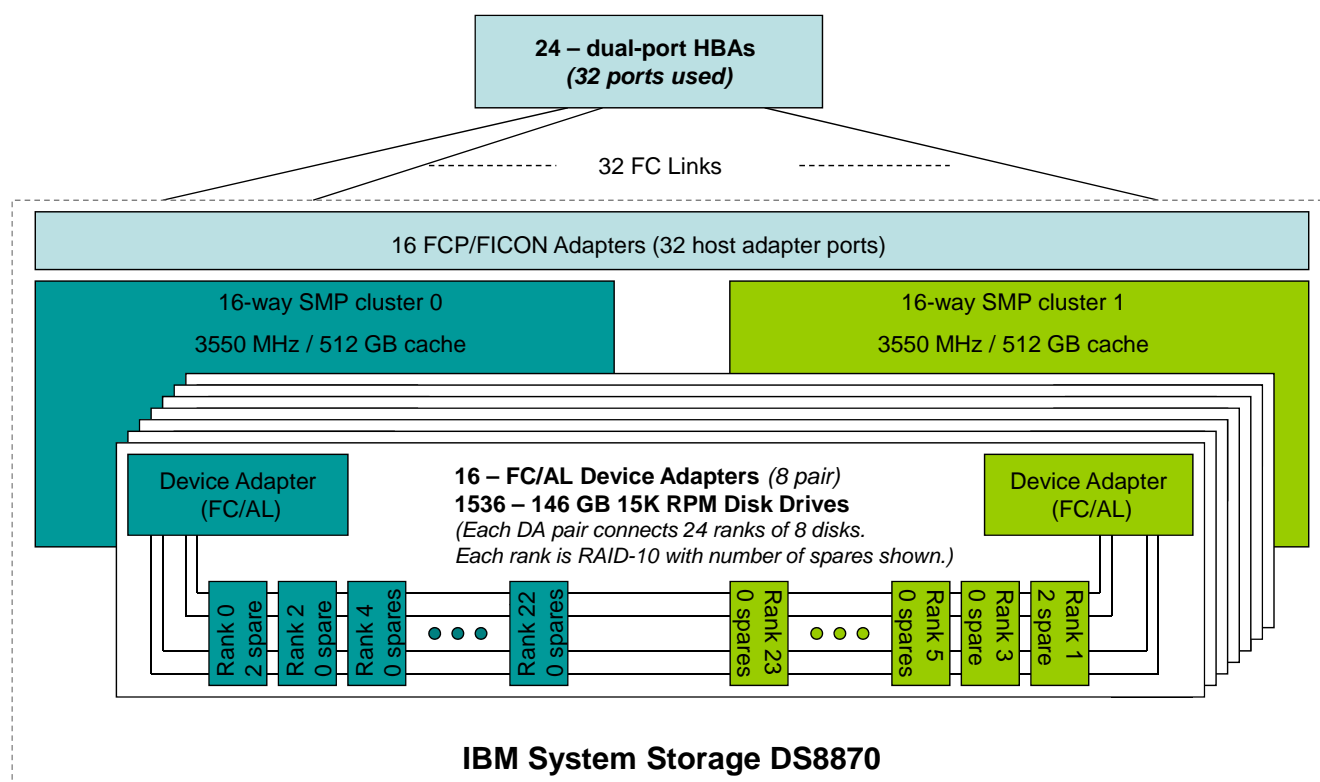 24 – dual-port HBAs
(32 ports used)
32 FC Links
16 FCP/FICON Adapters (32 host adapter ports)
16-way SMP cluster 0
3550 MHz / 512 GB cache
16-way SMP cluster 1
3550 MHz / 512 GB cache
Device Adapter
(FC/AL)
16 – FC/AL Device Adapters (8 pair)
1536 – 146 GB 15K RPM Disk Drives
(Each DA pair connects 24 ranks of 8 disks.
Each rank is RAID-10 with number of spares shown.)
Device Adapter
(FC/AL)
Rank 0
2 spare
Rank 2
0 spare
Rank 4
0 spares
Rank 22
0 spares
Rank 23
0 spares
Rank 5
0 spares
Rank 3
0 spare
Rank 1
2 spare
IBM System Storage DS8870